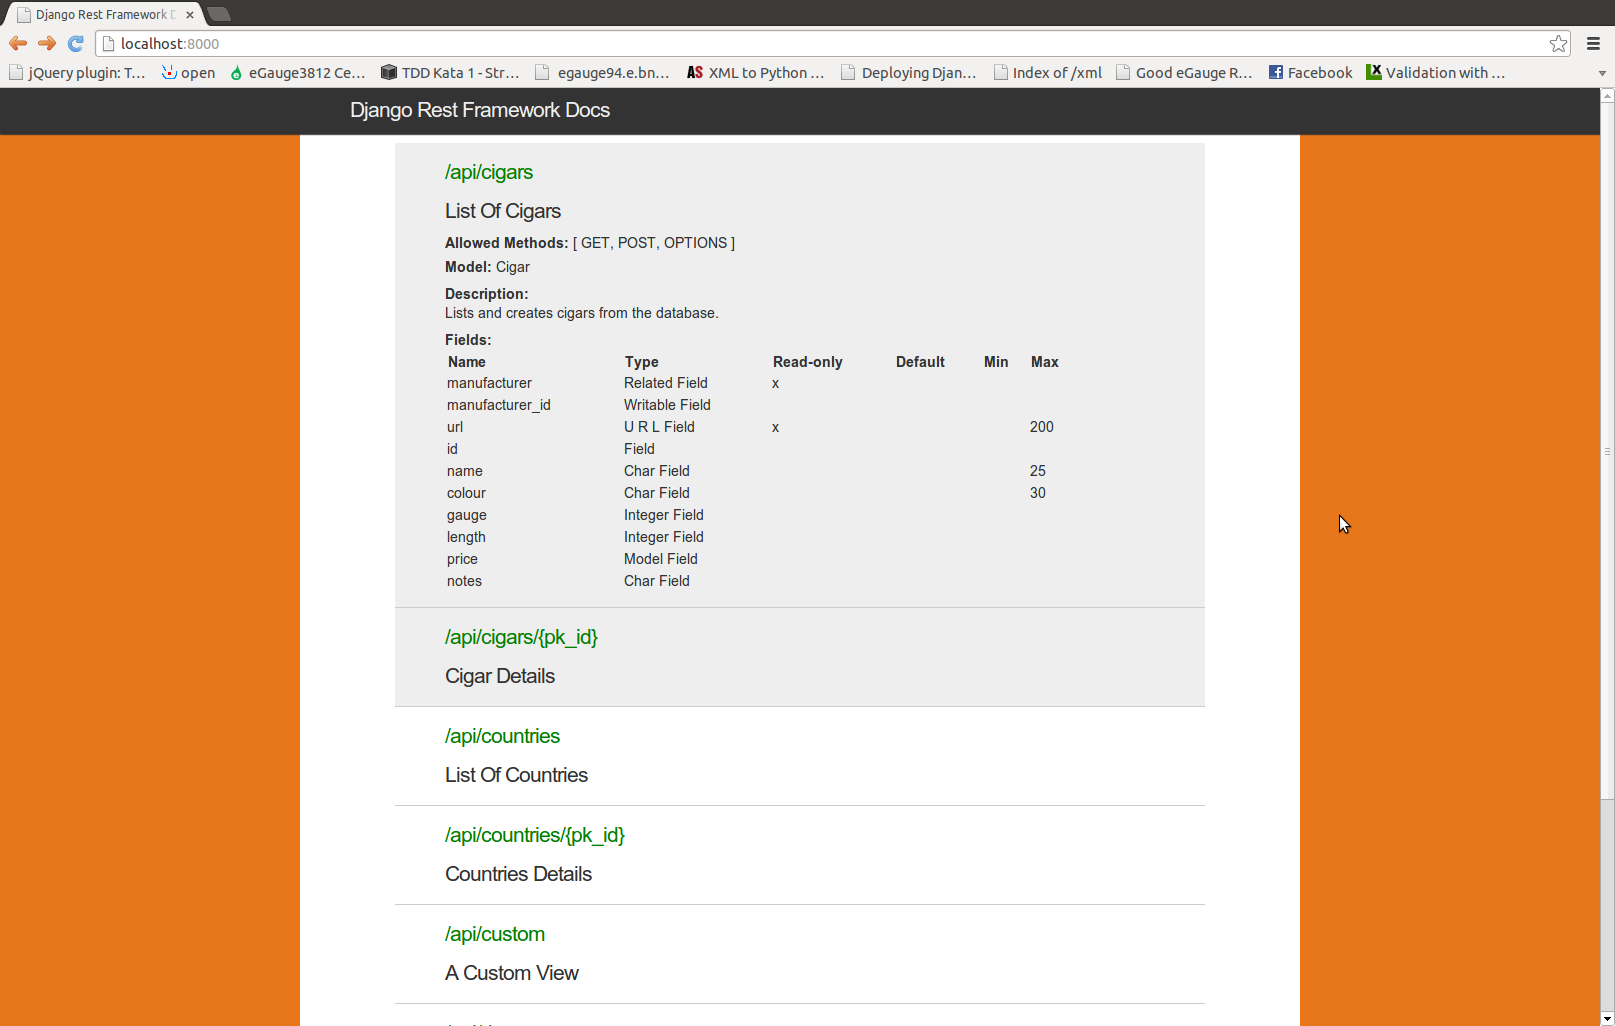 Django Rest Framework D
localhost:8000
jQuery plugin: T... open eGauge3812 Ce... TDD Kata 1 - Str... egauge94.e.bn... XML to Python ... Deploying Djan... Index of /xml Good eGauge R... Facebook Validation with ...
Django Rest Framework Docs
/api/cigars
List Of Cigars
Allowed Methods: [ GET, POST, OPTIONS ]
Model: Cigar
Description:
Lists and creates cigars from the database.
Fields:
Name Type Read-only Default Min Max
manufacturer Related Field x
manufacturer_id Writable Field
url U R L Field x 200
id Field
name Char Field 25
colour Char Field 30
gauge Integer Field
length Integer Field
price Model Field
notes Char Field
/api/cigars/{pk_id}
Cigar Details
/api/countries
List Of Countries
/api/countries/{pk_id}
Countries Details
/api/custom
A Custom View